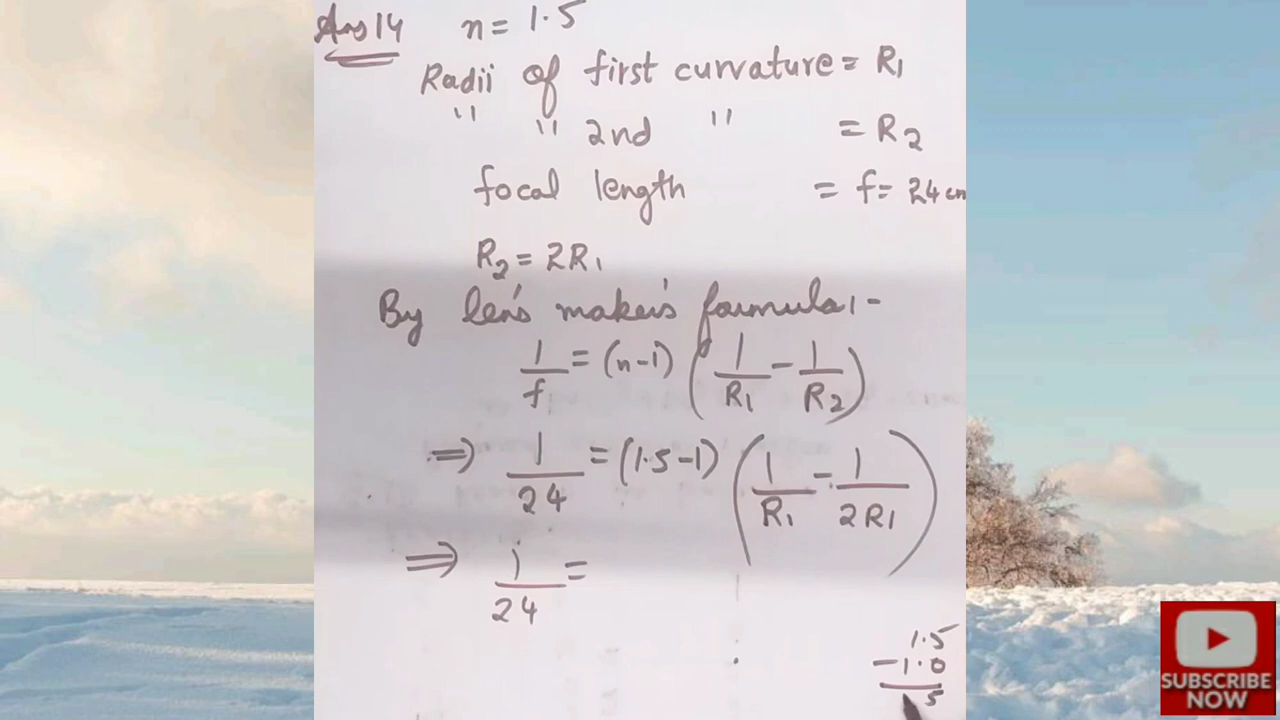 Ans 14 n = 1.5
Radii of first curvature = R₁
" " 2nd " = R₂
focal length = f = 24 cm
R₂ = 2R₁
By len's maker's formula :-
1/f = (n-1) (1/R₁ - 1/R₂)
⇒ 1/24 = (1.5-1) (1/R₁ - 1/2R₁)
⇒ 1/24 =
1.5
-1.0
.5
SUBSCRIBE
NOW